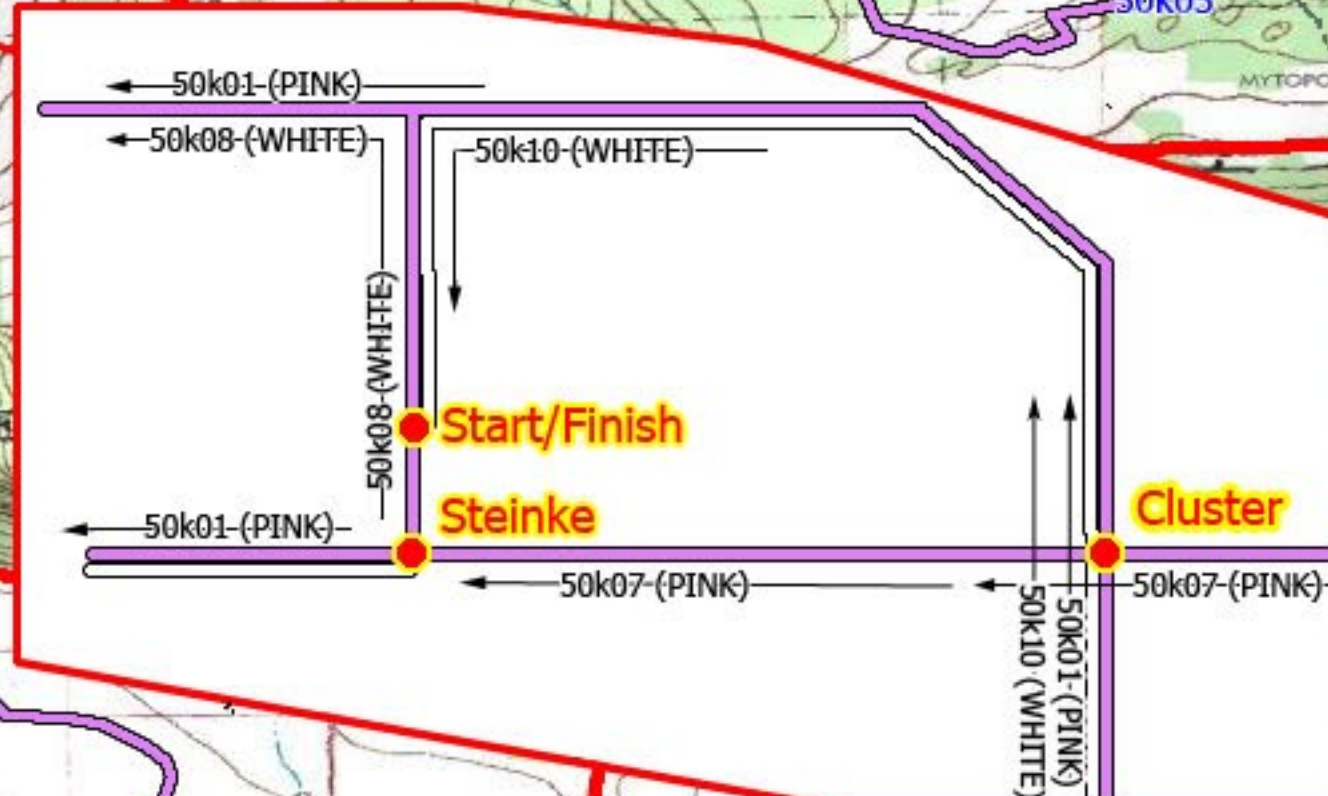 50k05
50k01 (PINK)
MYTOPO
50k08 (WHITE)
50k10 (WHITE)
50k08 (WHITE)
Start/Finish
Steinke
Cluster
50k01 (PINK)
50k07 (PINK)
50k07 (PINK)
50k10 (WHITE)
50k01 (PINK)